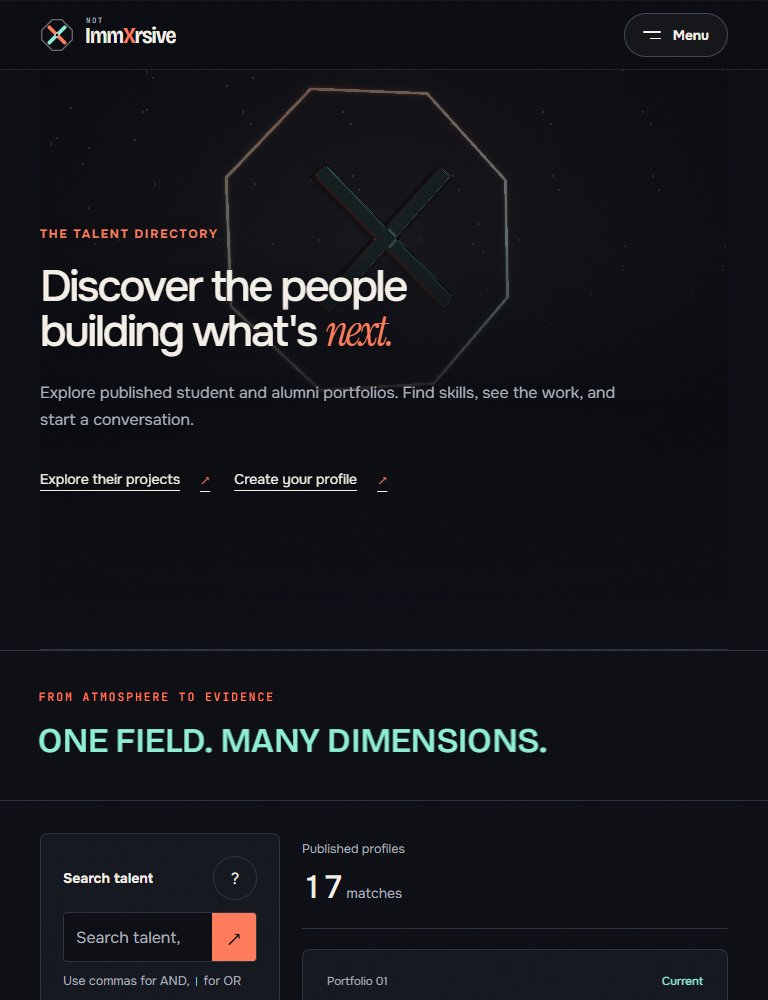 NOT
ImmXrsive
Menu
THE TALENT DIRECTORY
Discover the people
building what's next.
Explore published student and alumni portfolios. Find skills, see the work, and
start a conversation.
Explore their projects ↗ Create your profile ↗
FROM ATMOSPHERE TO EVIDENCE
ONE FIELD. MANY DIMENSIONS.
Search talent ?
Search talent, ↗
Use commas for AND, | for OR
Published profiles
17 matches
Portfolio 01 Current